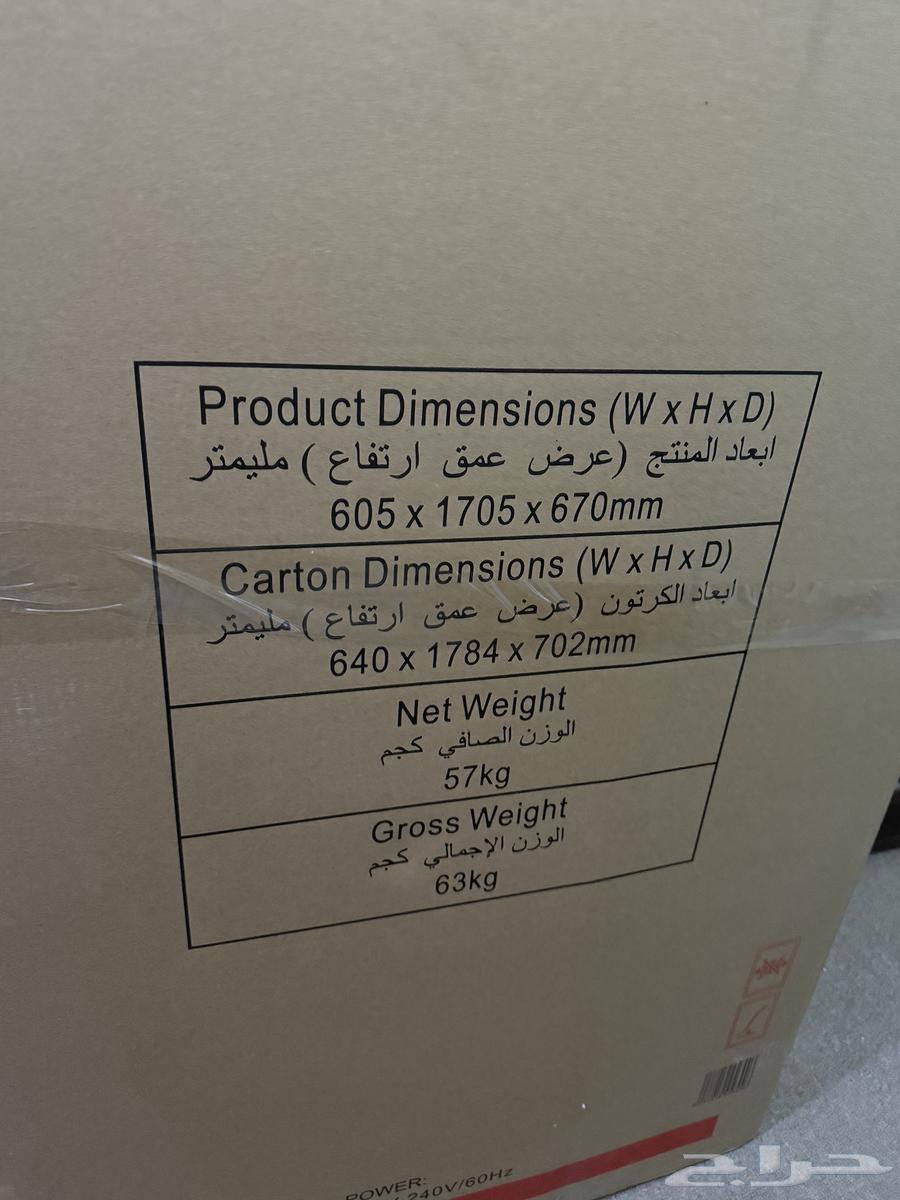 Product Dimensions (W x H x D)
ابعاد المنتج (عرض عمق ارتفاع ) مليمتر
605 x 1705 x 670mm
Carton Dimensions (W x H x D)
ابعاد الكرتون (عرض عمق ارتفاع ) مليمتر
640 x 1784 x 702mm
Net Weight
الوزن الصافي كجم
57kg
Gross Weight
الوزن الإجمالي كجم
63kg
POWER:
240V/60Hz
حراج